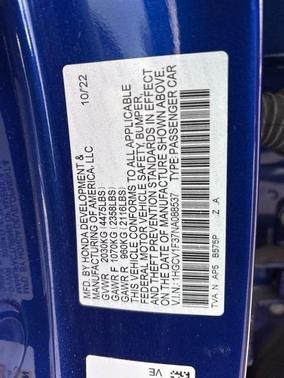 MFD. BY HONDA DEVELOPMENT & 10/22
MANUFACTURING OF AMERICA, LLC
GVWR 2030KG (4475LBS)
GAWR F 1070KG (2358LBS)
GAWR R 960KG (2116LBS)
THIS VEHICLE CONFORMS TO ALL APPLICABLE
FEDERAL MOTOR VEHICLE SAFETY, BUMPER,
AND THEFT PREVENTION STANDARDS IN EFFECT
ON THE DATE OF MANUFACTURE SHOWN ABOVE.
V.I.N.: 1HGCV1F37NA088537
TYPE: PASSENGER CAR
TVA N AP5 B575P Z A
VE